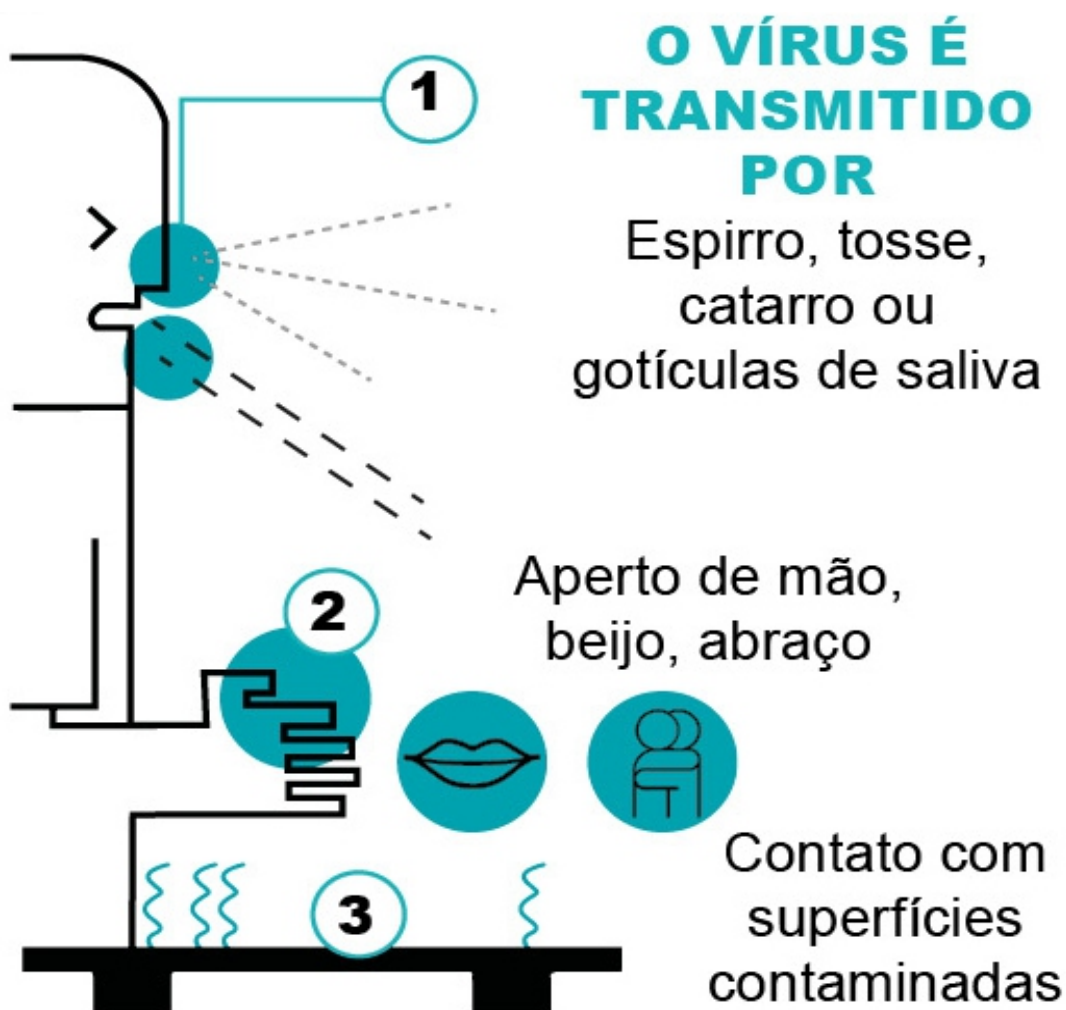 O VÍRUS É
TRANSMITIDO
POR
1
Espirro, tosse,
catarro ou
gotículas de saliva
2
Aperto de mão,
beijo, abraço
3
Contato com
superfícies
contaminadas